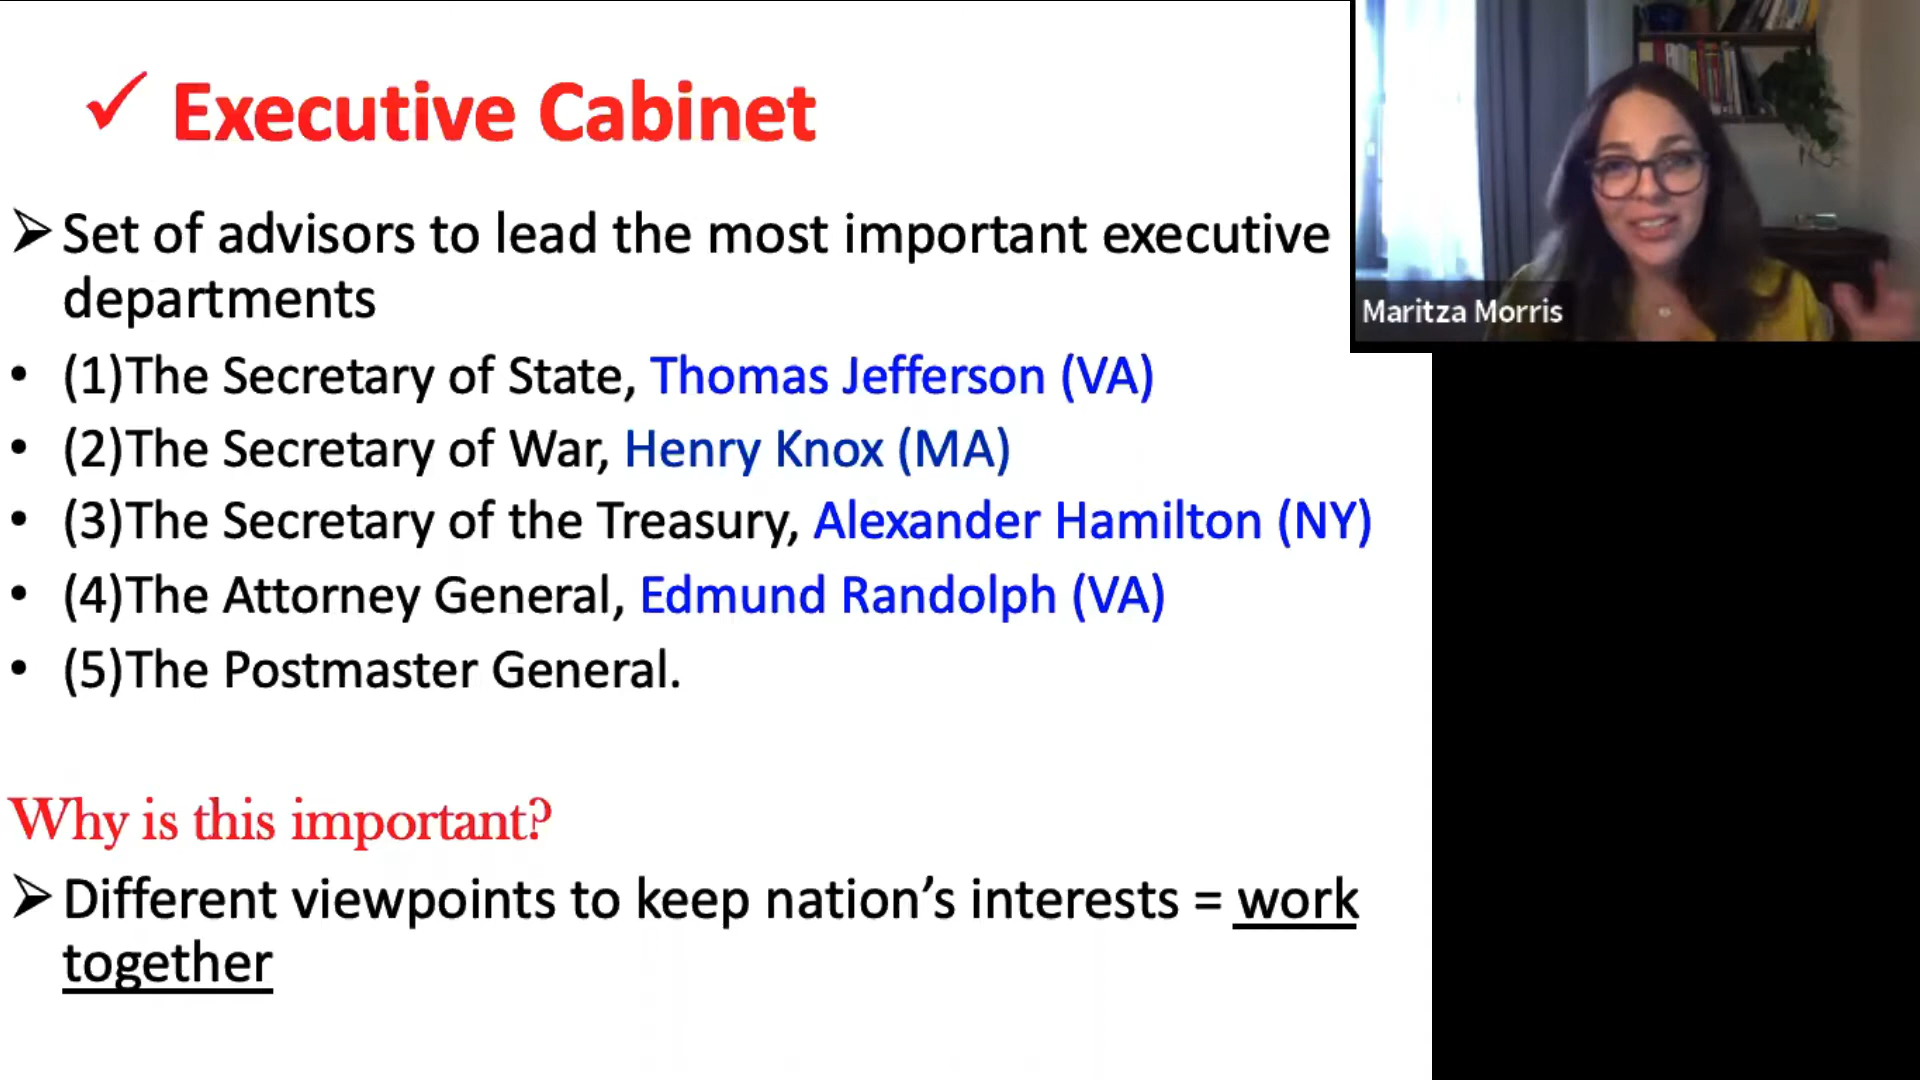 ✓ Executive Cabinet
➢ Set of advisors to lead the most important executive
departments
• (1)The Secretary of State, Thomas Jefferson (VA)
• (2)The Secretary of War, Henry Knox (MA)
• (3)The Secretary of the Treasury, Alexander Hamilton (NY)
• (4)The Attorney General, Edmund Randolph (VA)
• (5)The Postmaster General.
Why is this important?
➢ Different viewpoints to keep nation’s interests = work
together
Maritza Morris